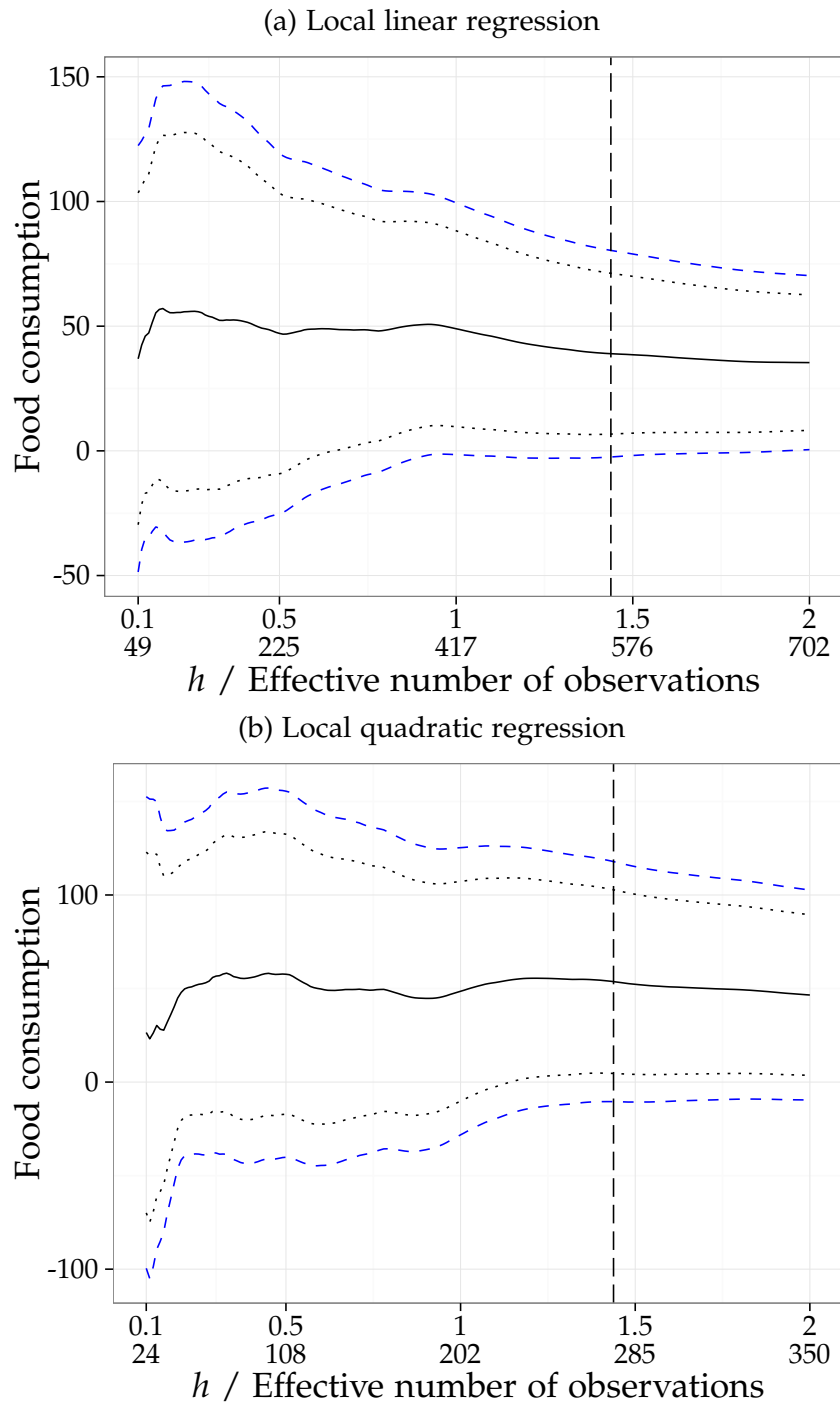 (a) Local linear regression
150
100
50
0
-50
Food consumption
0.1 0.5 1 1.5 2
49 225 417 576 702
h / Effective number of observations
(b) Local quadratic regression
100
0
-100
Food consumption
0.1 0.5 1 1.5 2
24 108 202 285 350
h / Effective number of observations